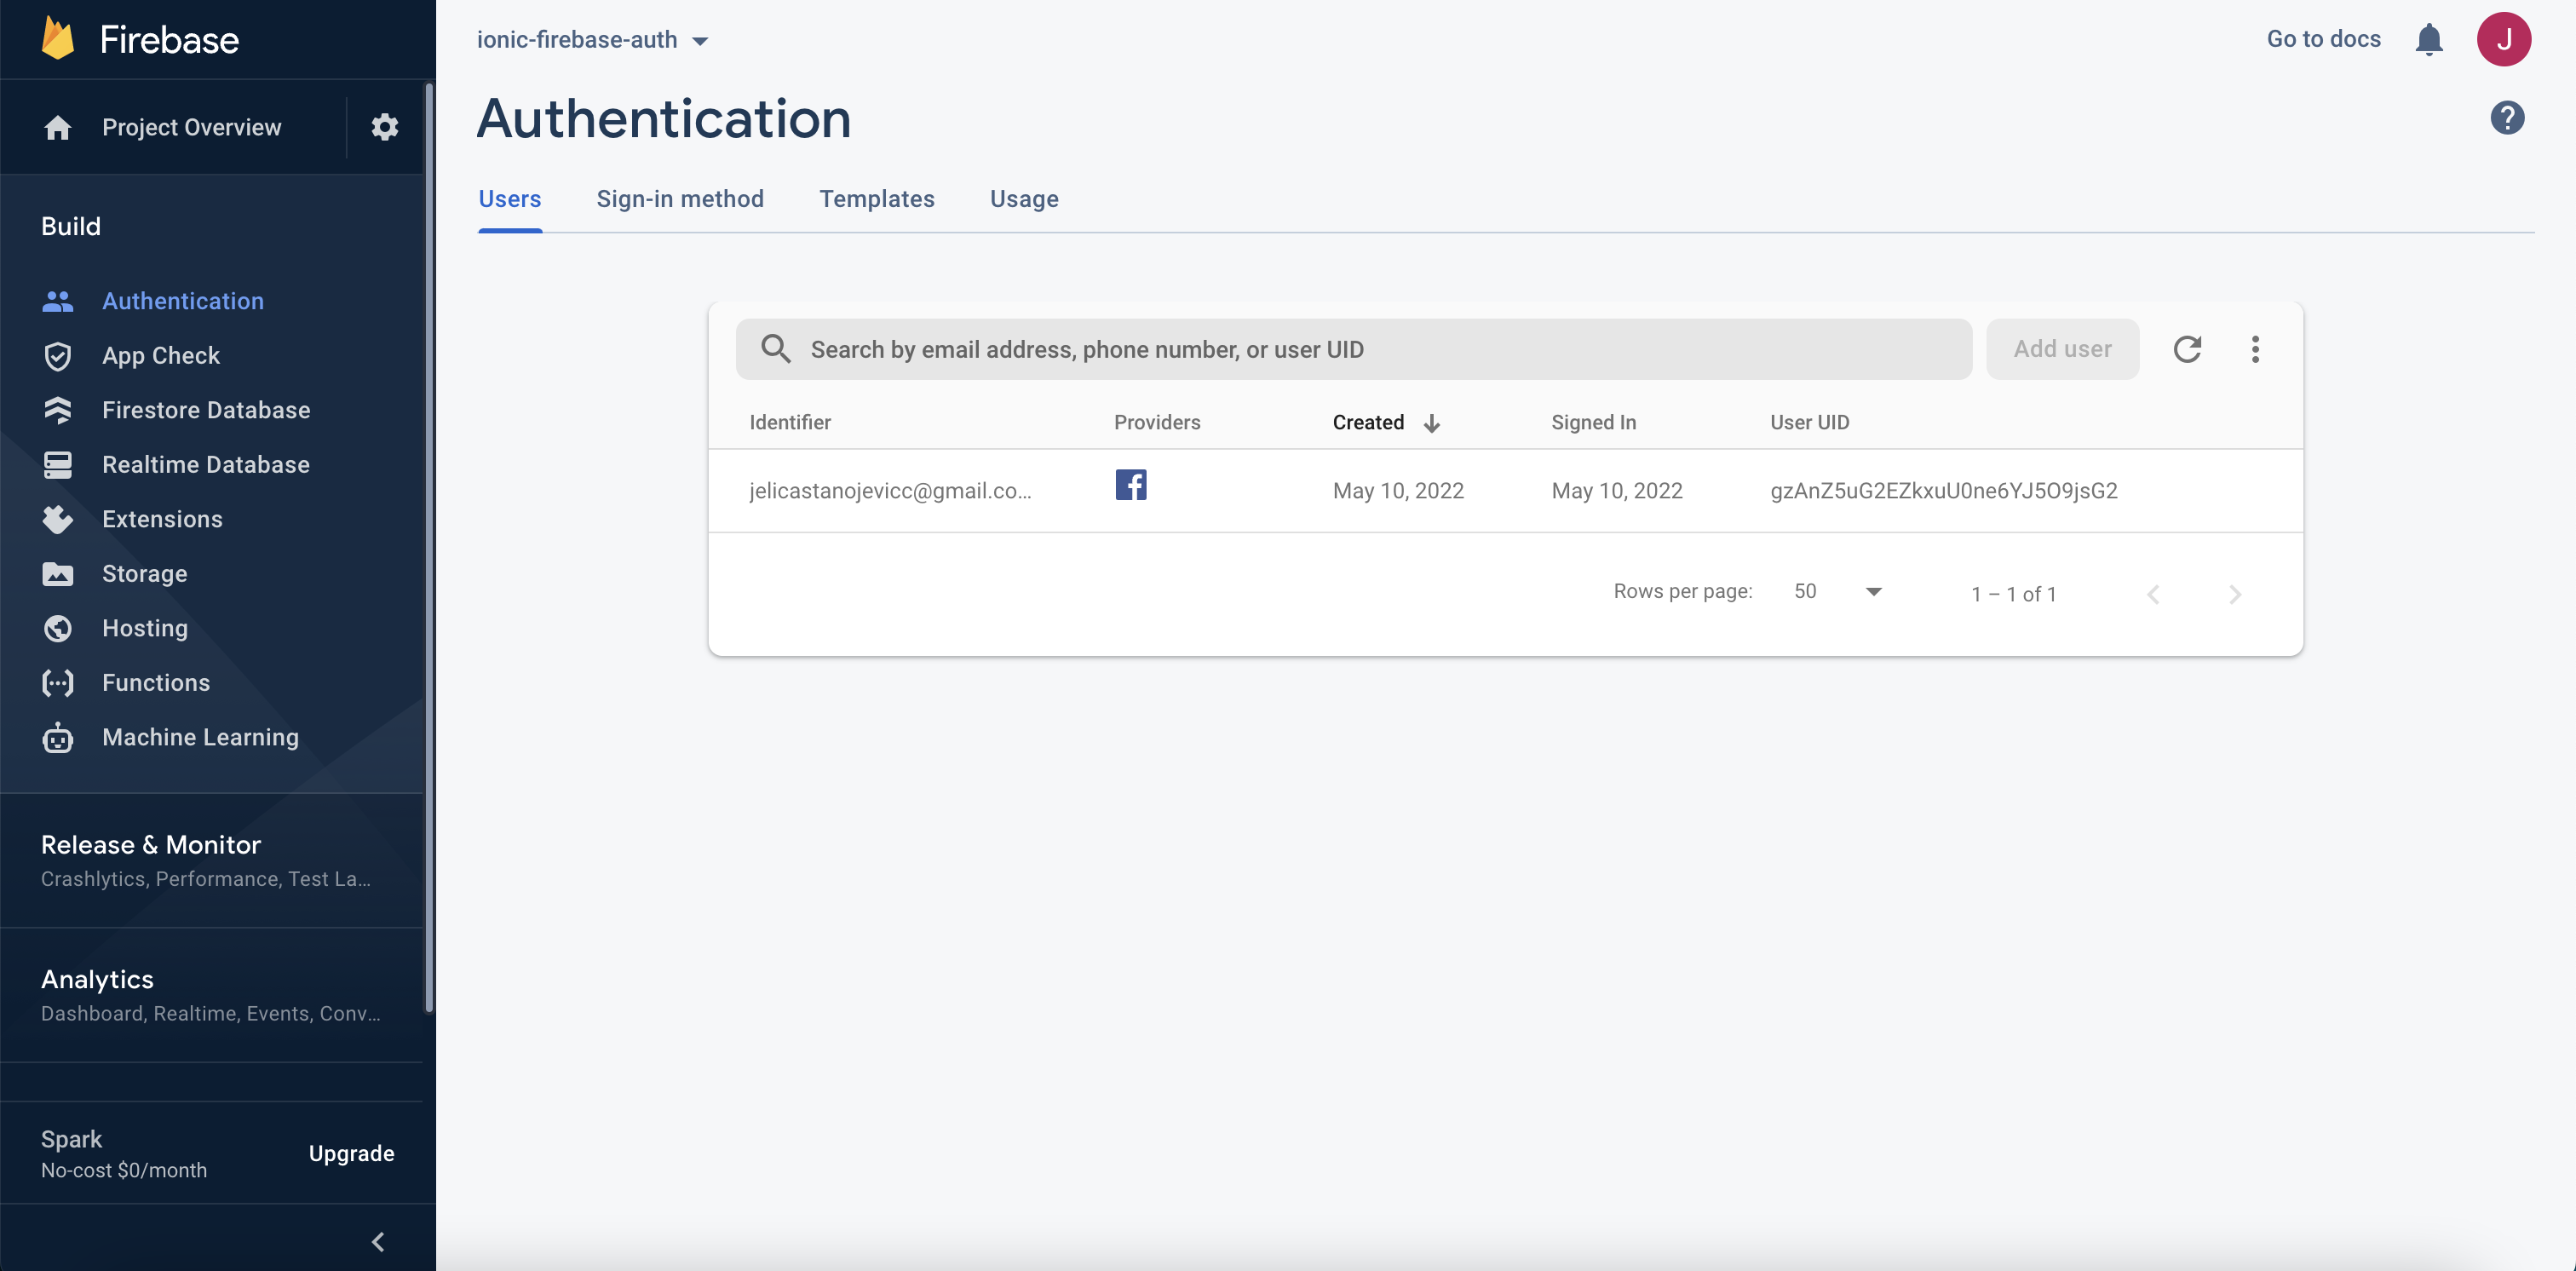 Firebase
Project Overview
Build
Authentication
App Check
Firestore Database
Realtime Database
Extensions
Storage
Hosting
Functions
Machine Learning
Release & Monitor
Crashlytics, Performance, Test La...
Analytics
Dashboard, Realtime, Events, Conv...
Spark
No-cost $0/month
Upgrade
ionic-firebase-auth
Go to docs
J
Authentication
?
Users Sign-in method Templates Usage
Search by email address, phone number, or user UID
Add user
Identifier Providers Created Signed In User UID
jelicastanojevicc@gmail.co... f May 10, 2022 May 10, 2022 gzAnZ5uG2EZkxuU0ne6YJ5O9jsG2
Rows per page: 50 1 – 1 of 1